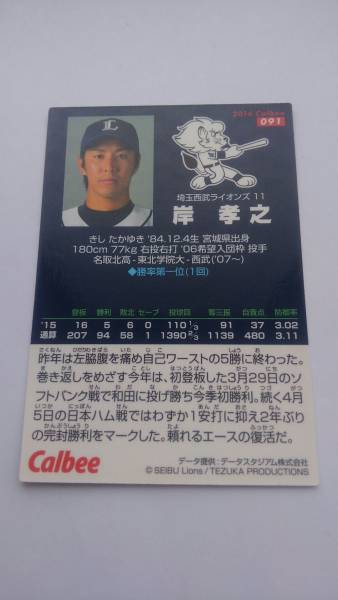 2016 Calbee
091
L
埼玉西武ライオンズ 11
岸 孝之
きし たかゆき '84.12.4生 宮城県出身
180cm 77kg 右投右打 '06希望入団枠 投手
名取北高-東北学院大-西武('07~)
◆勝率第一位(1回)
登板 勝利 敗北 セーブ 投球回 奪三振 自責点 防御率
'15 16 5 6 0 110 1/3 91 37 3.02
通算 207 94 58 1 1390 2/3 1139 480 3.11
昨年は左脇腹を痛め自己ワーストの5勝に終わった。
巻き返しをめざす今年は、初登板した3月29日のソ
フトバンク戦で和田に投げ勝ち今季初勝利。続く4月
5日の日本ハム戦ではわずか1安打に抑え2年ぶり
の完封勝利をマークした。頼れるエースの復活だ。
Calbee
データ提供:データスタジアム株式会社
© SEIBU Lions / TEZUKA PRODUCTIONS